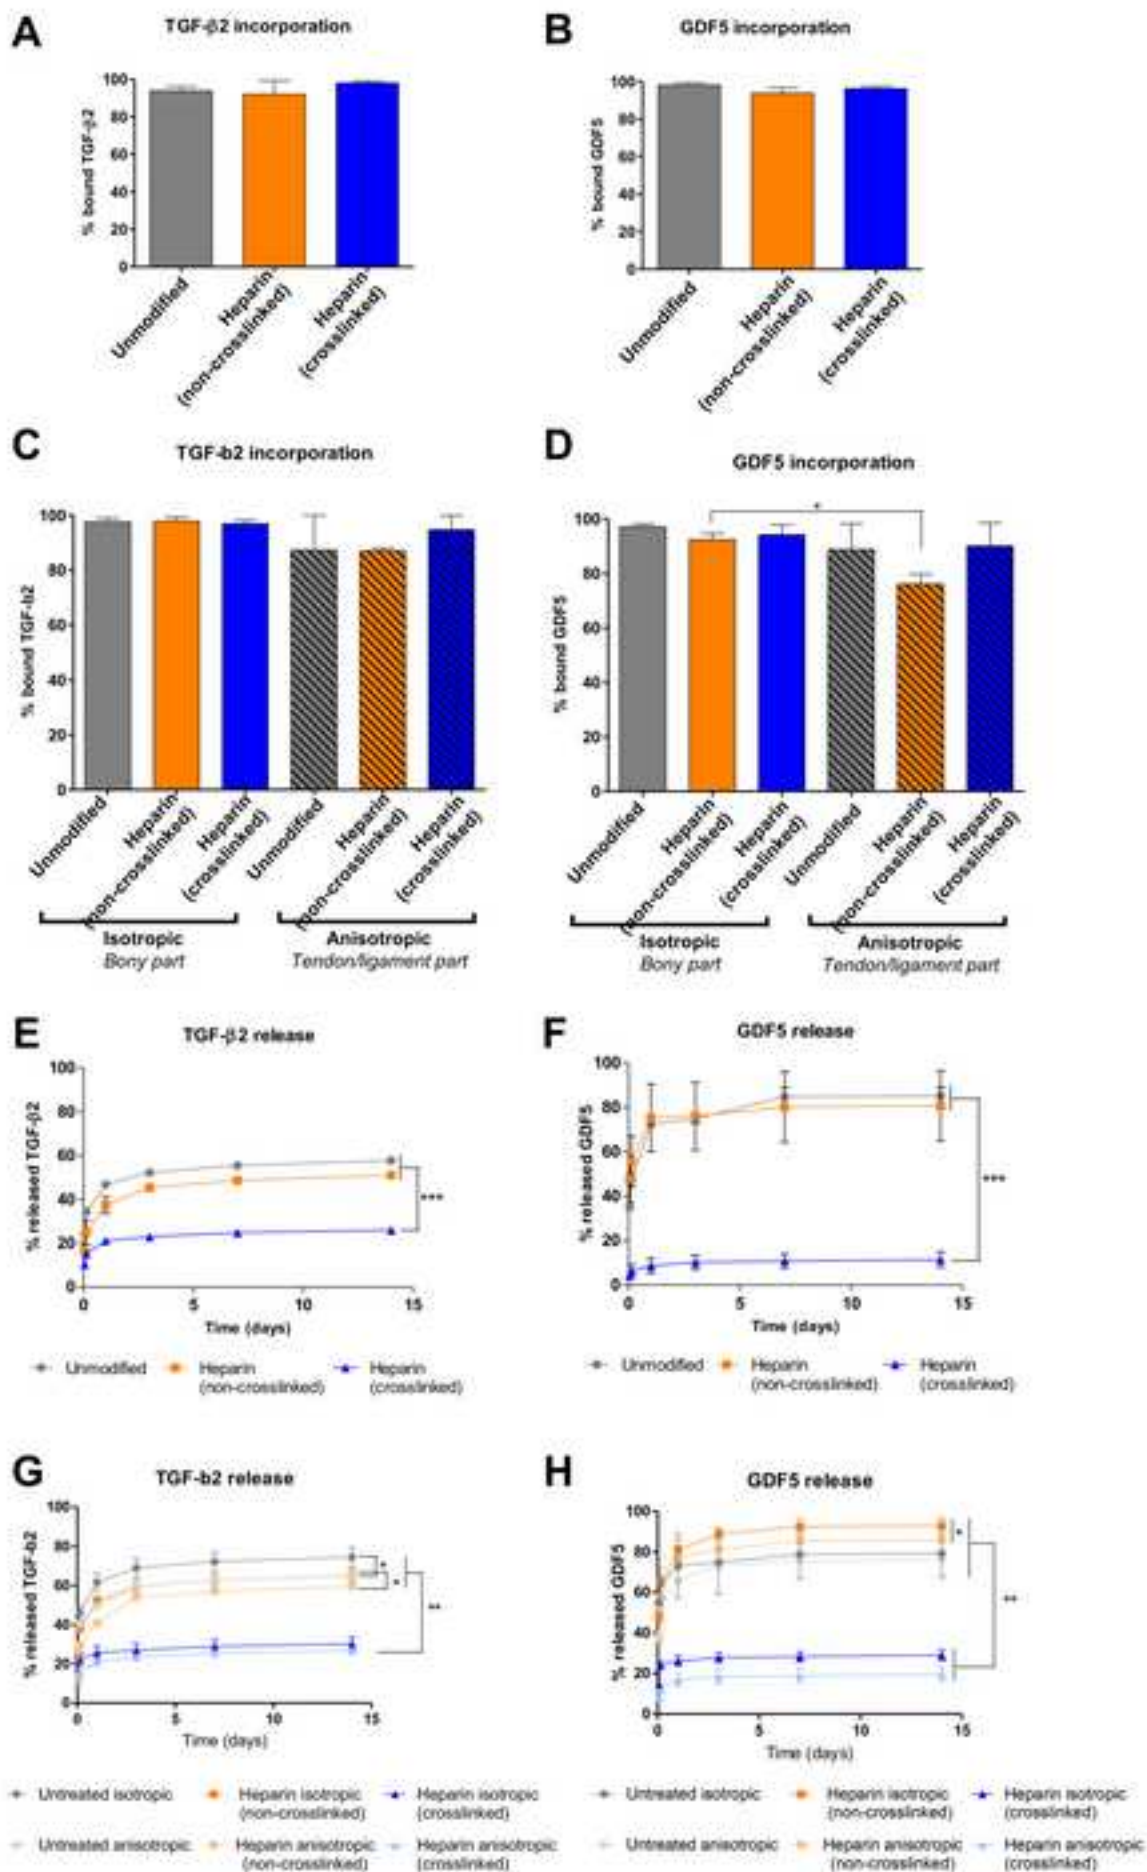 A
TGF-β2 incorporation
% bound TGF-β2
100
80
60
40
20
0
Unmodified
Heparin
(non-crosslinked)
Heparin
(crosslinked)
B
GDF5 incorporation
% bound GDF5
100
80
60
40
20
0
Unmodified
Heparin
(non-crosslinked)
Heparin
(crosslinked)
C
TGF-b2 incorporation
% bound TGF-b2
100
80
60
40
20
0
Unmodified
Heparin
(non-crosslinked)
Heparin
(crosslinked)
Unmodified
Heparin
(non-crosslinked)
Heparin
(crosslinked)
Isotropic
Bony part
Anisotropic
Tendon/ligament part
D
GDF5 incorporation
% bound GDF5
100
80
60
40
20
0
*
Unmodified
Heparin
(non-crosslinked)
Heparin
(crosslinked)
Unmodified
Heparin
(non-crosslinked)
Heparin
(crosslinked)
Isotropic
Bony part
Anisotropic
Tendon/ligament part
E
TGF-β2 release
% released TGF-β2
100
80
60
40
20
0
***
0 5 10 15
Time (days)
Unmodified Heparin Heparin
(non-crosslinked) (crosslinked)
F
GDF5 release
% released GDF5
100
80
60
40
20
0
***
0 5 10 15
Time (days)
Unmodified Heparin Heparin
(non-crosslinked) (crosslinked)
G
TGF-b2 release
% released TGF-b2
100
80
60
40
20
0
*
*
**
0 5 10 15
Time (days)
Untreated isotropic Heparin isotropic Heparin isotropic
(non-crosslinked) (crosslinked)
Untreated anisotropic Heparin anisotropic Heparin anisotropic
(non-crosslinked) (crosslinked)
H
GDF5 release
% released GDF5
100
80
60
40
20
0
*
**
0 5 10 15
Time (days)
Untreated isotropic Heparin isotropic Heparin isotropic
(non-crosslinked) (crosslinked)
Untreated anisotropic Heparin anisotropic Heparin anisotropic
(non-crosslinked) (crosslinked)